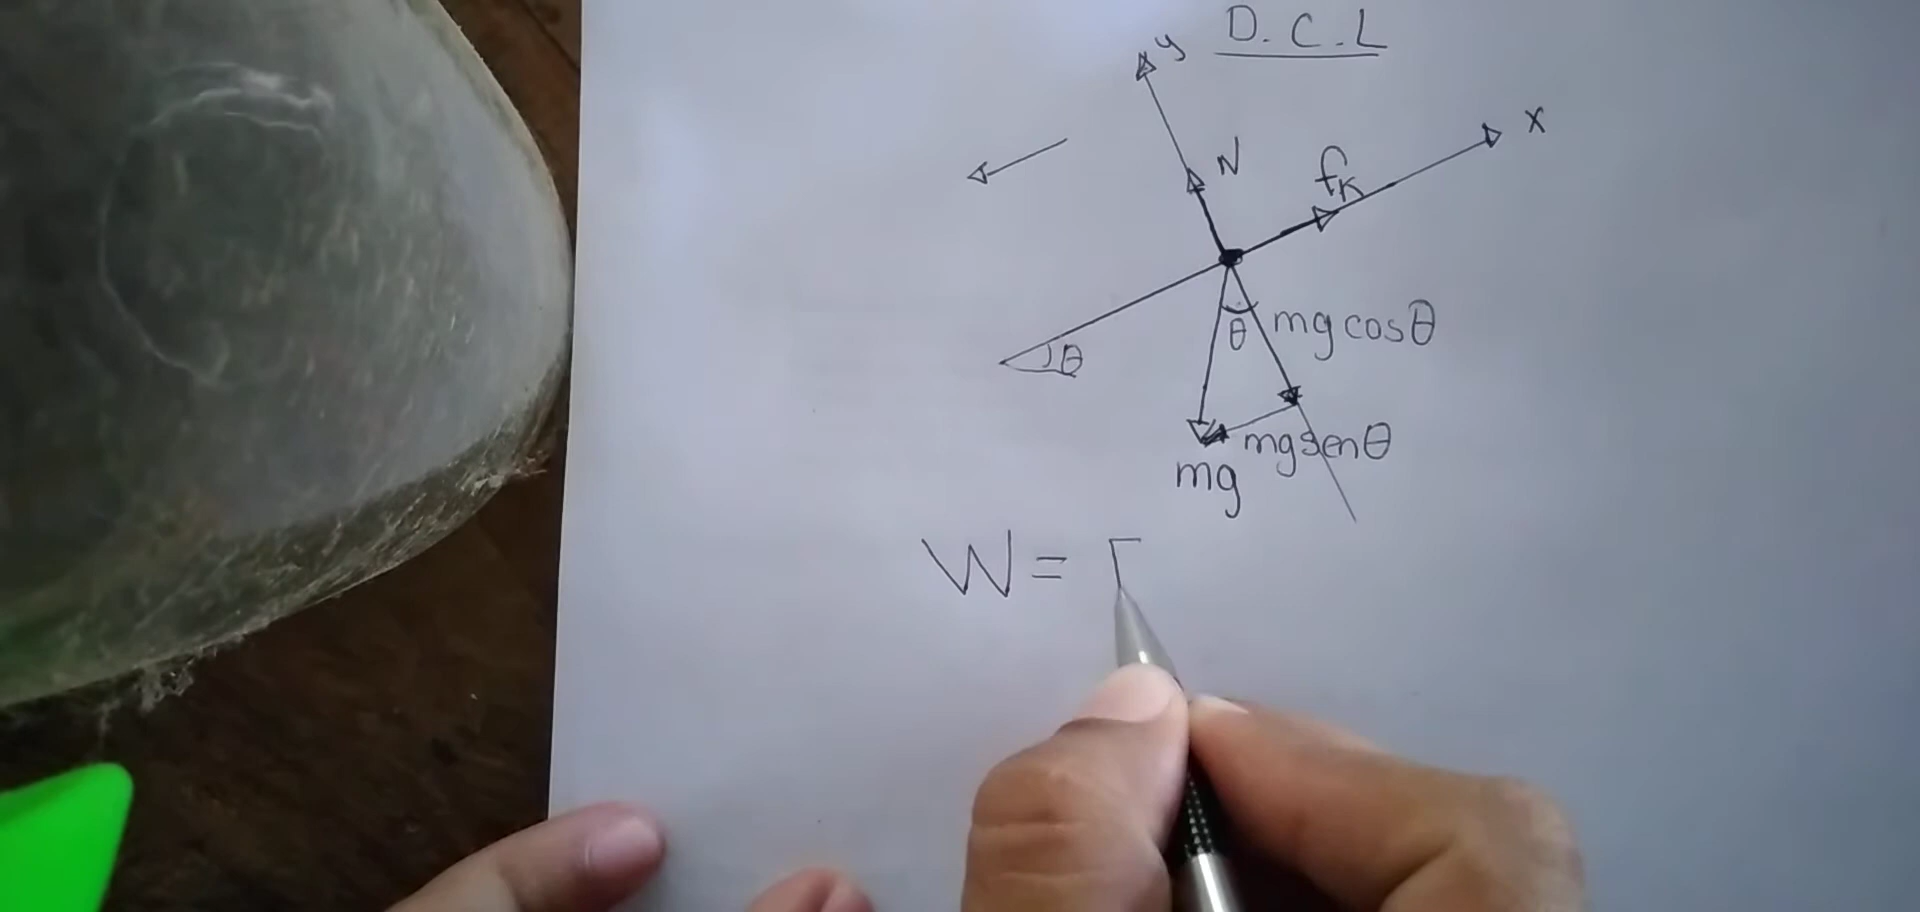 D.C.L
y
x
N
fk
mg cosθ
θ
θ
mg senθ
mg
W =